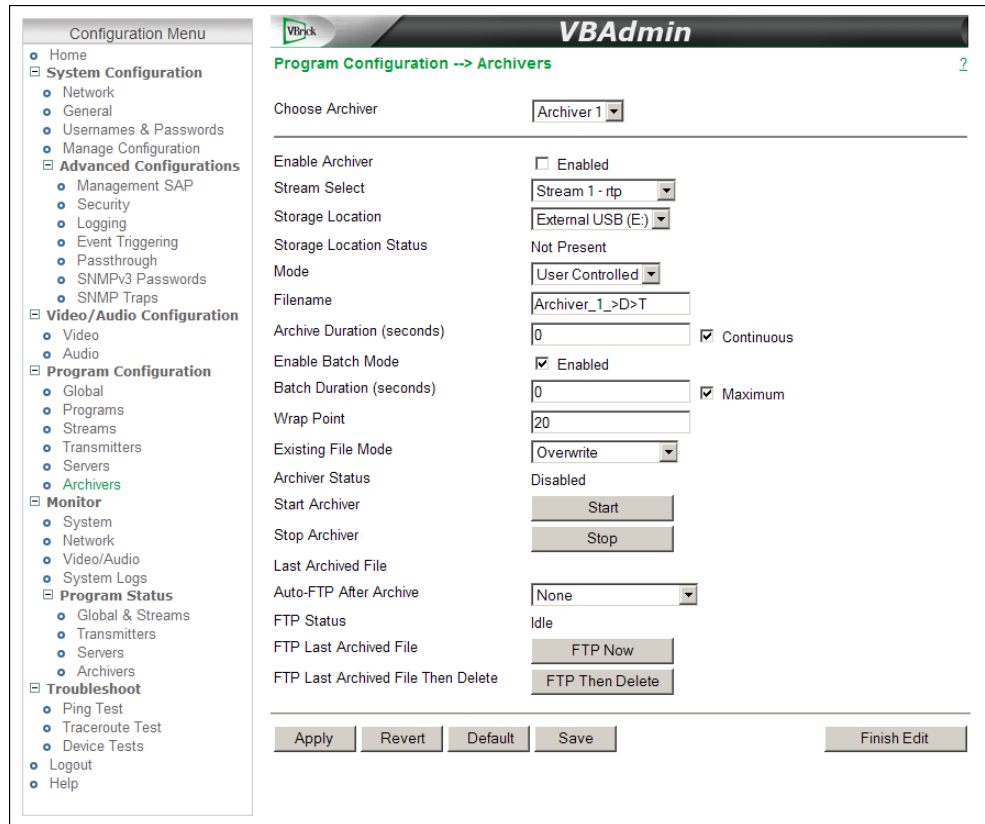 Configuration Menu
Home
System Configuration
Network
General
Usernames & Passwords
Manage Configuration
Advanced Configurations
Management SAP
Security
Logging
Event Triggering
Passthrough
SNMPv3 Passwords
SNMP Traps
Video/Audio Configuration
Video
Audio
Program Configuration
Global
Programs
Streams
Transmitters
Servers
Archivers
Monitor
System
Network
Video/Audio
System Logs
Program Status
Global & Streams
Transmitters
Servers
Archivers
Troubleshoot
Ping Test
Traceroute Test
Device Tests
Logout
Help
VBrick VBAdmin
Program Configuration --> Archivers ?
Choose Archiver Archiver 1
Enable Archiver Enabled
Stream Select Stream 1 - rtp
Storage Location External USB (E:)
Storage Location Status Not Present
Mode User Controlled
Filename Archiver_1_>D>T
Archive Duration (seconds) 0 Continuous
Enable Batch Mode Enabled
Batch Duration (seconds) 0 Maximum
Wrap Point 20
Existing File Mode Overwrite
Archiver Status Disabled
Start Archiver Start
Stop Archiver Stop
Last Archived File
Auto-FTP After Archive None
FTP Status Idle
FTP Last Archived File FTP Now
FTP Last Archived File Then Delete FTP Then Delete
Apply Revert Default Save Finish Edit